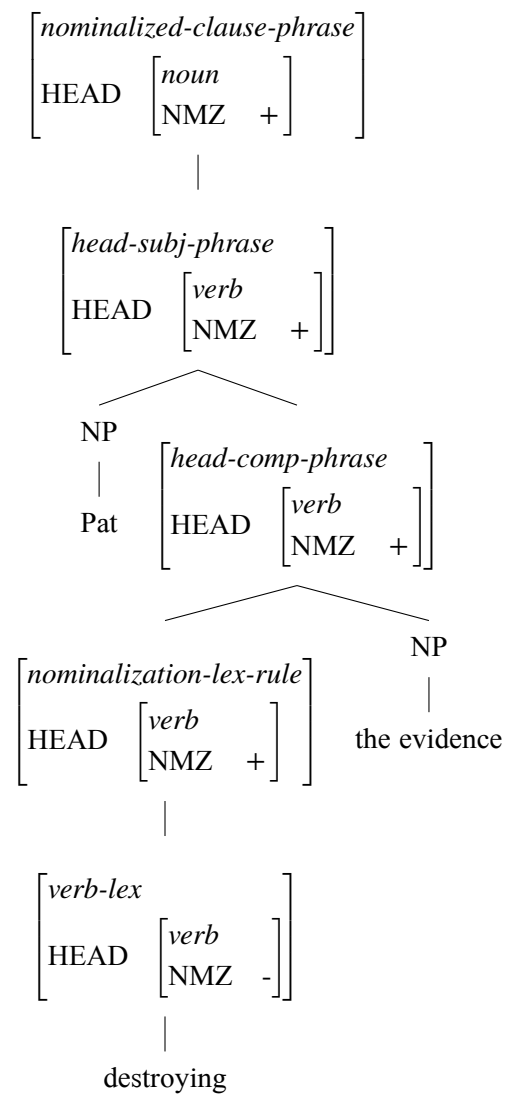 nominalized-clause-phrase
HEAD noun
NMZ +
head-subj-phrase
HEAD verb
NMZ +
NP
Pat
head-comp-phrase
HEAD verb
NMZ +
NP
the evidence
nominalization-lex-rule
HEAD verb
NMZ +
verb-lex
HEAD verb
NMZ -
destroying